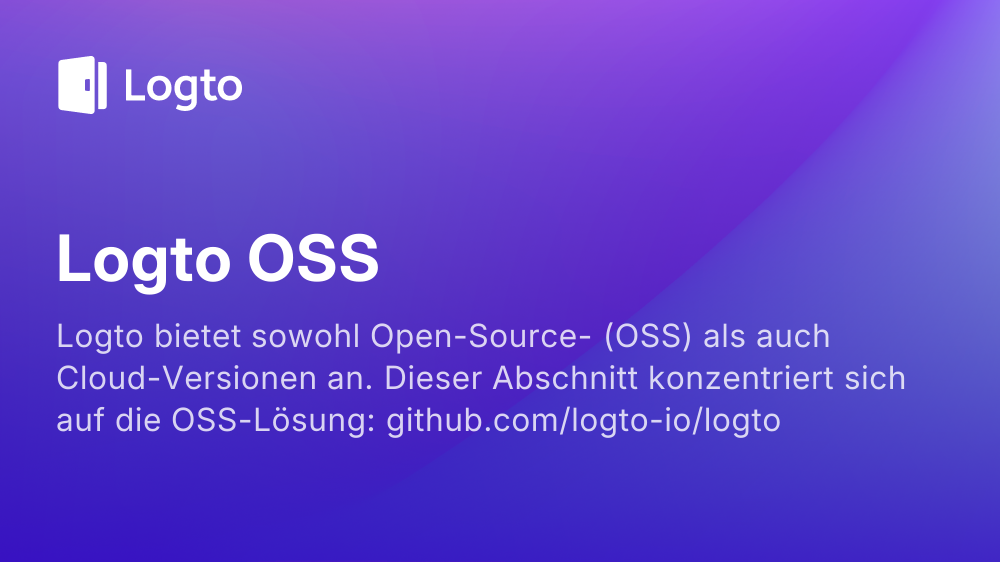 Logto
Logto OSS
Logto bietet sowohl Open-Source- (OSS) als auch
Cloud-Versionen an. Dieser Abschnitt konzentriert sich
auf die OSS-Lösung: github.com/logto-io/logto